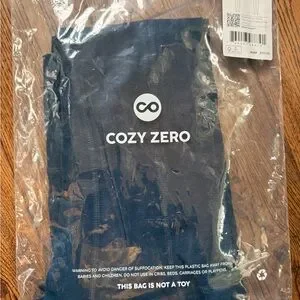 COZY ZERO
WARNING: TO AVOID DANGER OF SUFFOCATION, KEEP THIS PLASTIC BAG AWAY FROM
BABIES AND CHILDREN. DO NOT USE IN CRIBS, BEDS, CARRIAGES OR PLAYPENS.
THIS BAG IS NOT A TOY